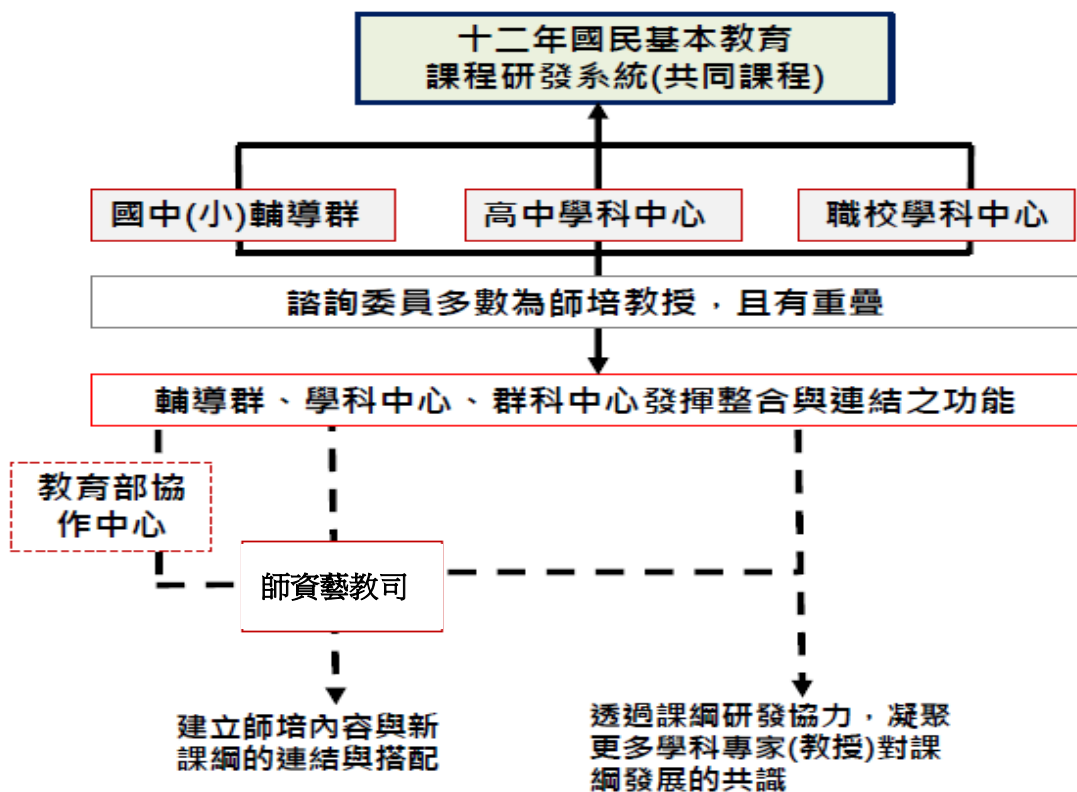 十二年國民基本教育
課程研發系統(共同課程)
國中(小)輔導群
高中學科中心
職校學科中心
諮詢委員多數為師培教授，且有重疊
輔導群、學科中心、群科中心發揮整合與連結之功能
教育部協
作中心
師資藝教司
建立師培內容與新
課綱的連結與搭配
透過課綱研發協力，凝聚
更多學科專家(教授)對課
綱發展的共識